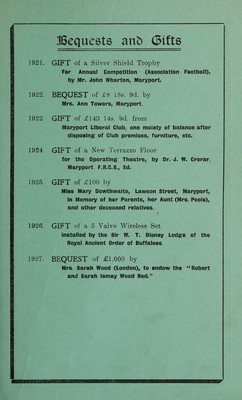 Bequests and Gifts
1921. GIFT of a Silver Shield Trophy
For Annual Competition (Association Football),
by Mr. John Wharton, Maryport.
1922. BEQUEST of £8 18s. 9d. by
Mrs. Ann Towers, Maryport.
1922. GIFT of £143 14s. 9d. from
Maryport Liberal Club, one moiety of balance after
disposing of Club premises, furniture, etc.
1924. GIFT of a New Terrazzo Floor
for the Operating Theatre, by Dr. J. W. Crerar,
Maryport F.R.C.S., Ed.
1925. GIFT of £100 by
Miss Mary Dowthwaite, Lawson Street, Maryport,
in Memory of her Parents, her Aunt (Mrs. Poole),
and other deceased relatives.
1926. GIFT of a 5 Valve Wireless Set
installed by the Sir W. T. Disney Lodge of the
Royal Ancient Order of Buffaloes.
1927. BEQUEST of £1,000 by
Mrs. Sarah Wood (London), to endow the "Robert
and Sarah Ismay Wood Bed."